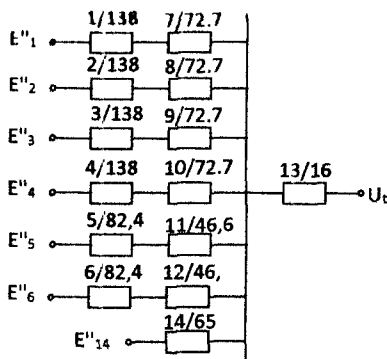 1/138 7/72.7
E"1
2/138 8/72.7
E"2
3/138 9/72.7
E"3
4/138 10/72.7 13/16
E"4 Ut
5/82,4 11/46,6
E"5
6/82,4 12/46,
E"6
14/65
E"14